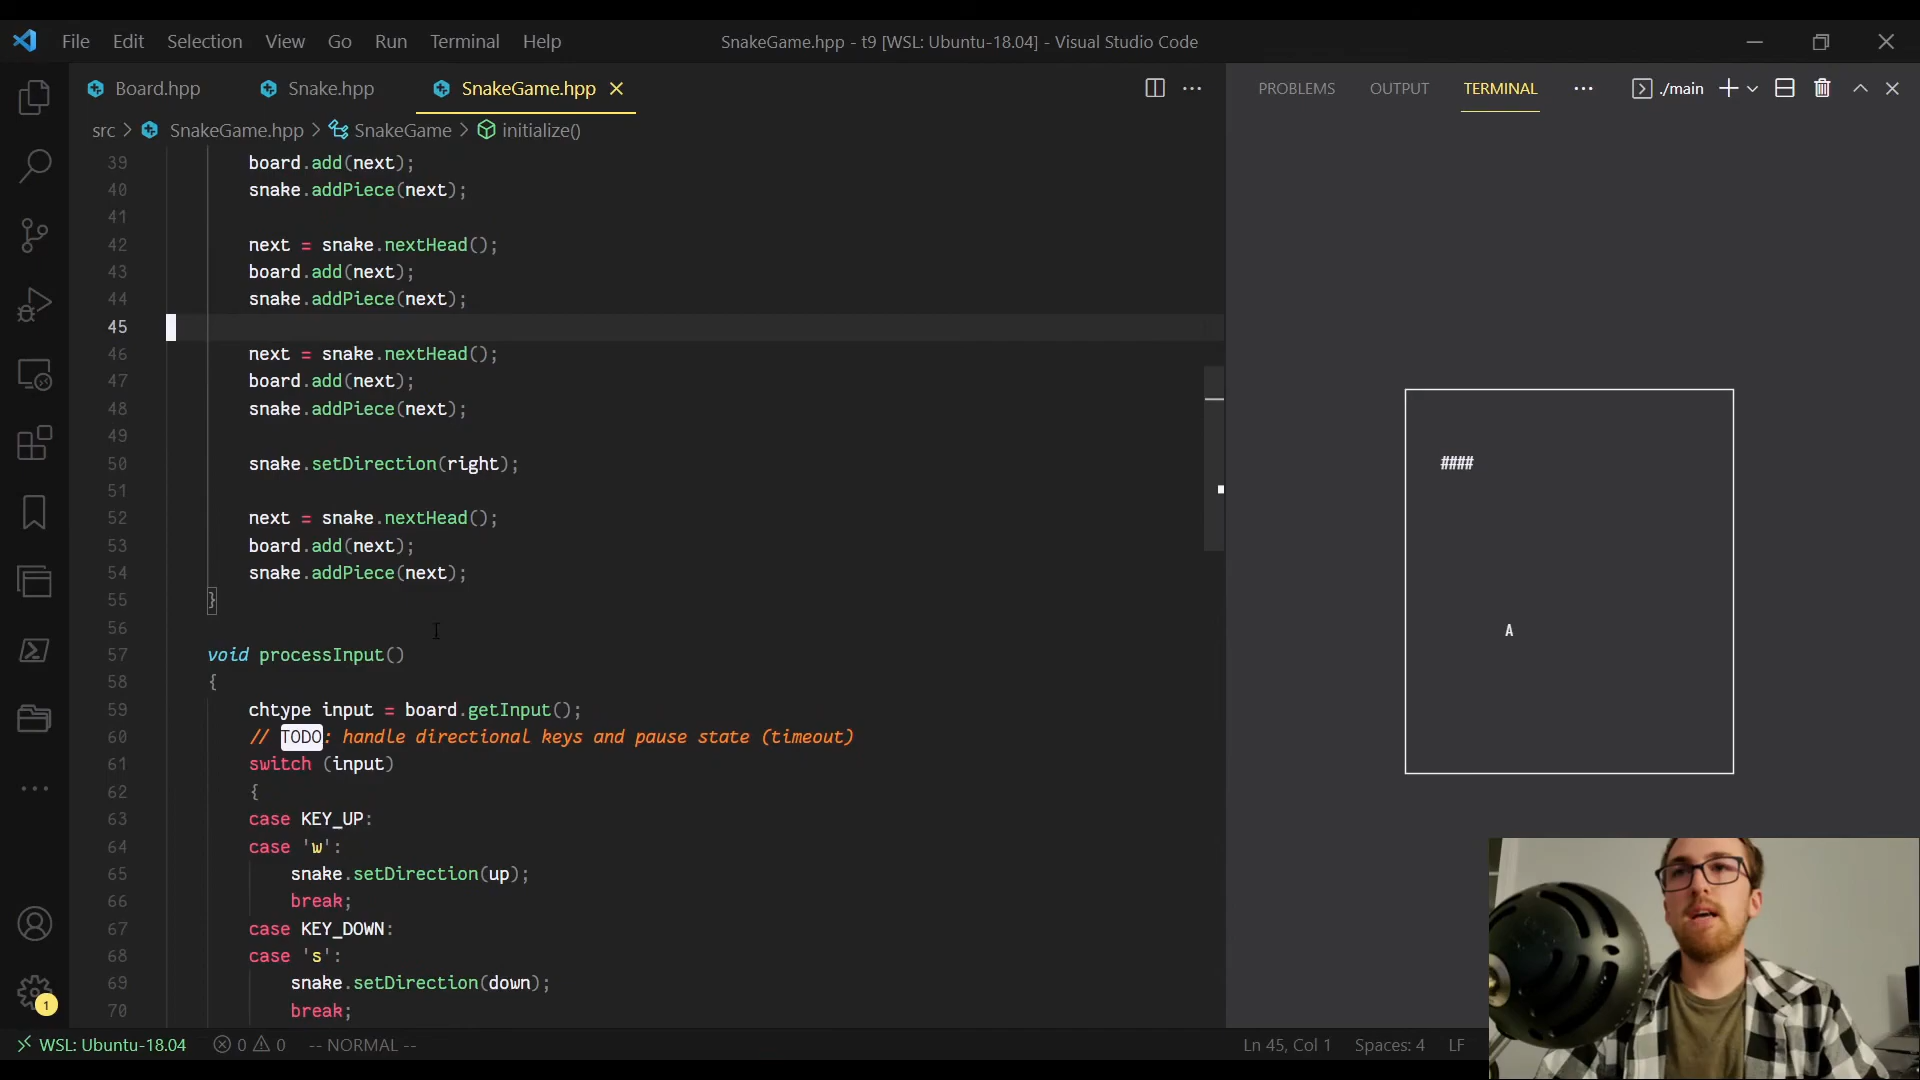 File Edit Selection View Go Run Terminal Help SnakeGame.hpp - t9 [WSL: Ubuntu-18.04] - Visual Studio Code
Board.hpp Snake.hpp SnakeGame.hpp
PROBLEMS OUTPUT TERMINAL ··· ./main
src > SnakeGame.hpp > SnakeGame > initialize()
39 board.add(next);
40 snake.addPiece(next);
41
42 next = snake.nextHead();
43 board.add(next);
44 snake.addPiece(next);
45
46 next = snake.nextHead();
47 board.add(next);
48 snake.addPiece(next);
49
50 snake.setDirection(right);
51
52 next = snake.nextHead();
53 board.add(next);
54 snake.addPiece(next);
55 }
56
57 void processInput()
58 {
59 chtype input = board.getInput();
60 // TODO: handle directional keys and pause state (timeout)
61 switch (input)
62 {
63 case KEY_UP:
64 case 'w':
65 snake.setDirection(up);
66 break;
67 case KEY_DOWN:
68 case 's':
69 snake.setDirection(down);
70 break;
####
A
1
WSL: Ubuntu-18.04 0 0 -- NORMAL -- Ln 45, Col 1 Spaces: 4 LF